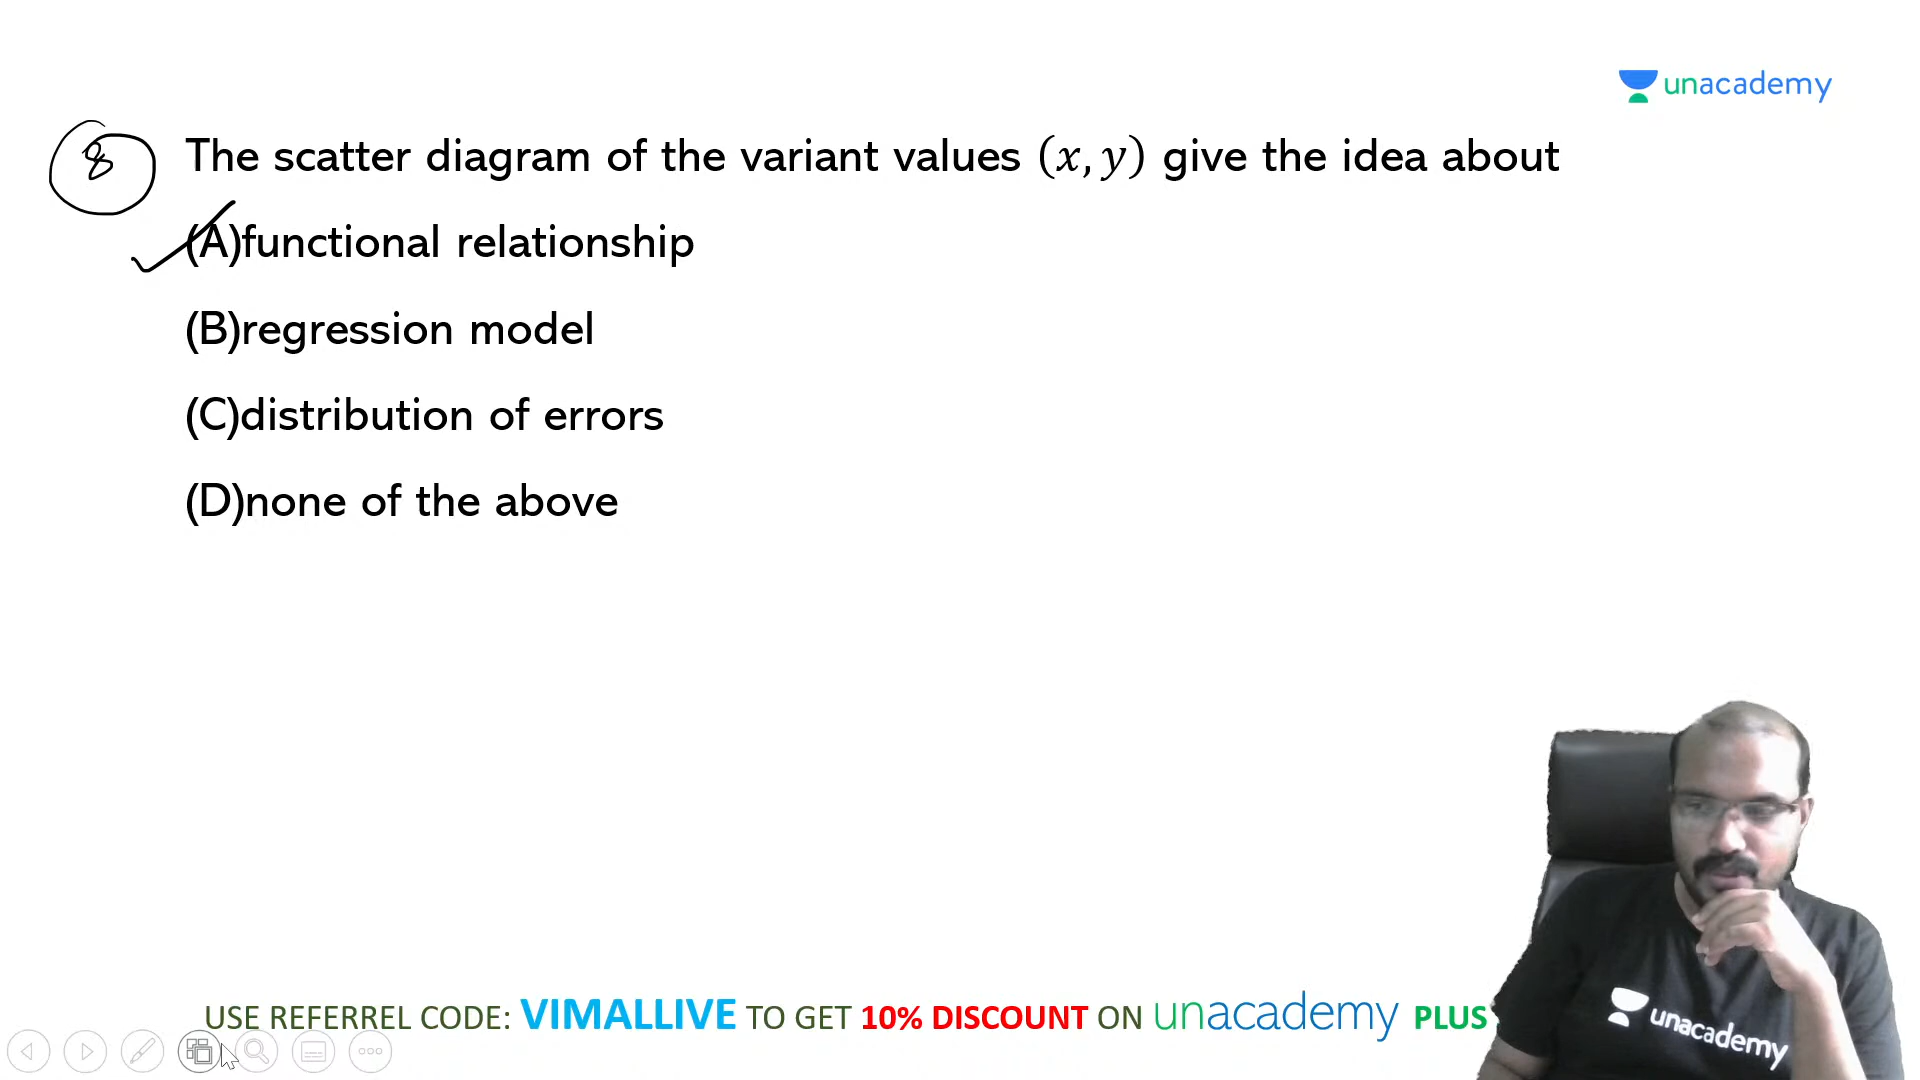 unacademy
8 The scatter diagram of the variant values (x, y) give the idea about
(A)functional relationship
(B)regression model
(C)distribution of errors
(D)none of the above
USE REFERREL CODE: VIMALLIVE TO GET 10% DISCOUNT ON unacademy PLUS
unacademy